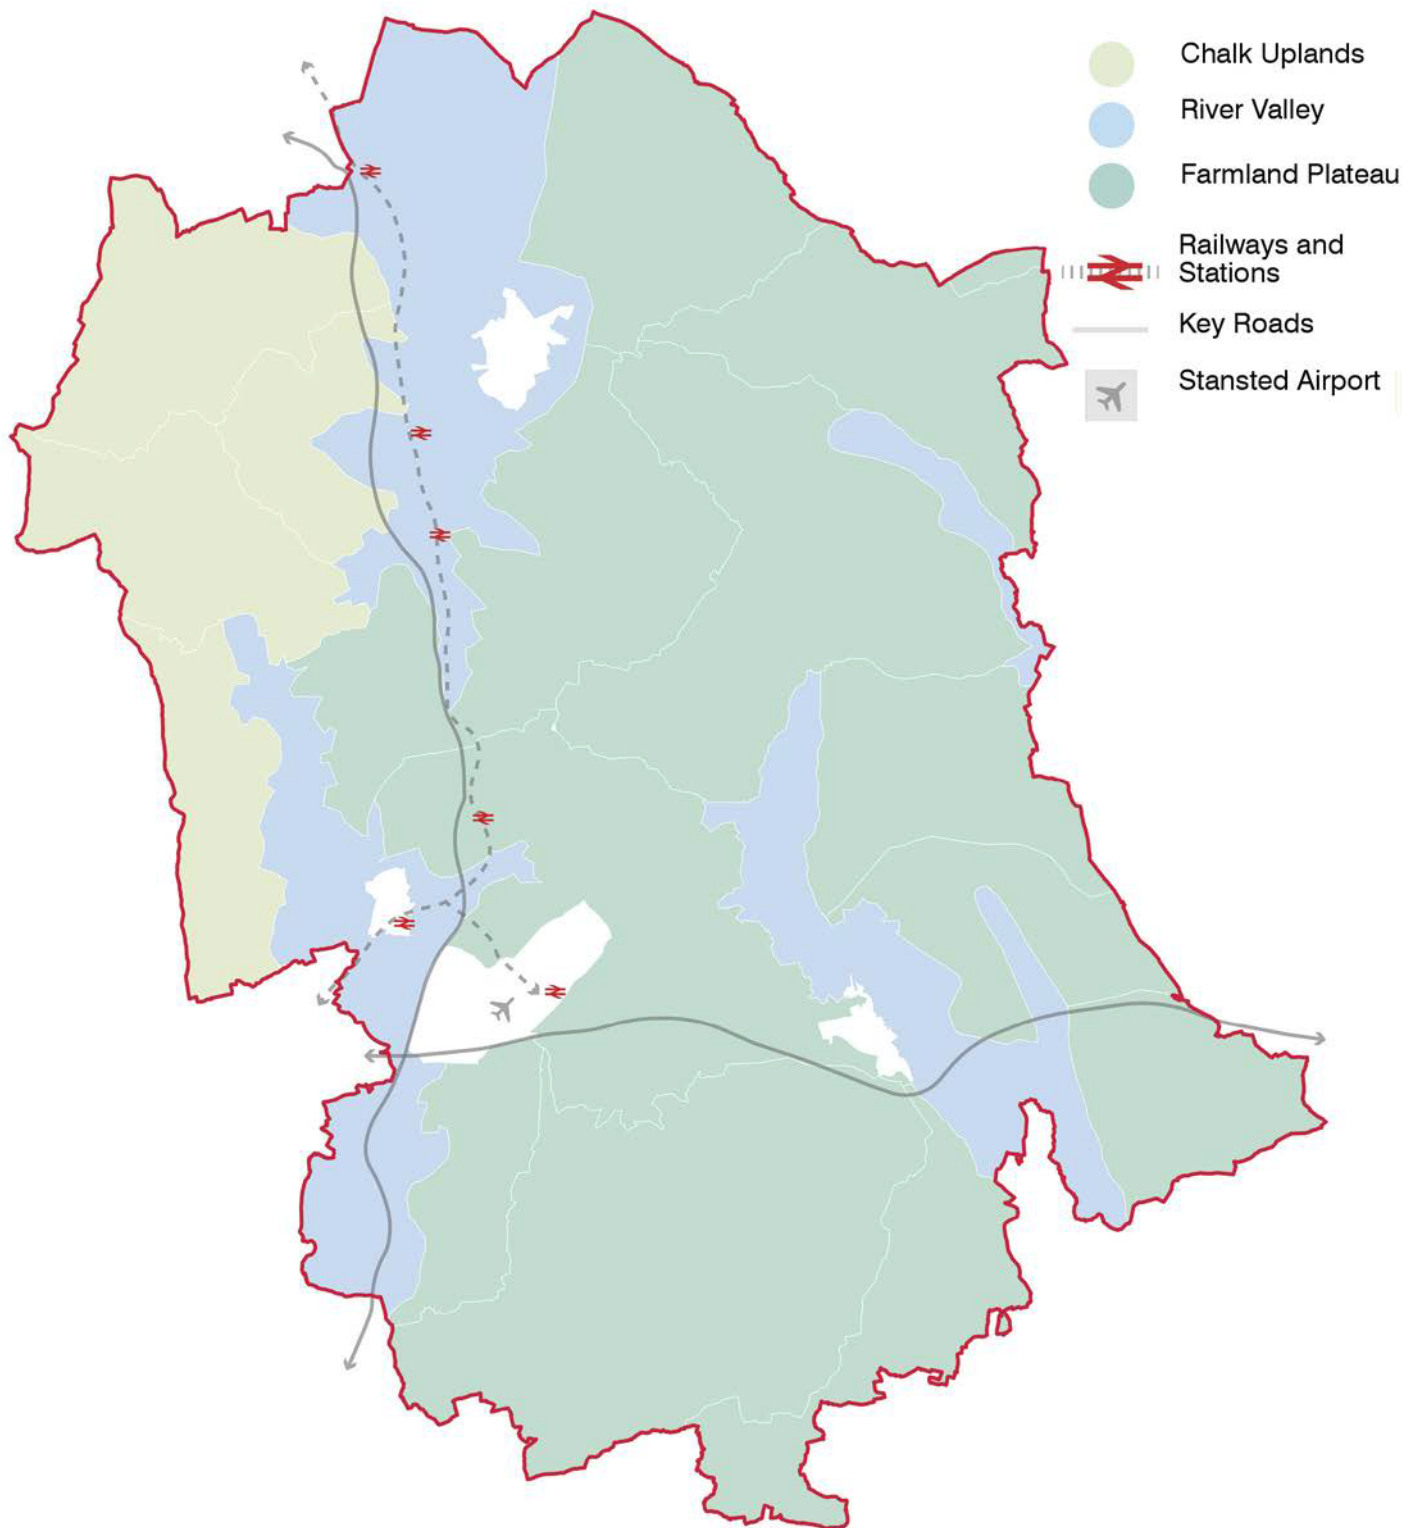 Chalk Uplands
River Valley
Farmland Plateau
Railways and
Stations
Key Roads
Stansted Airport